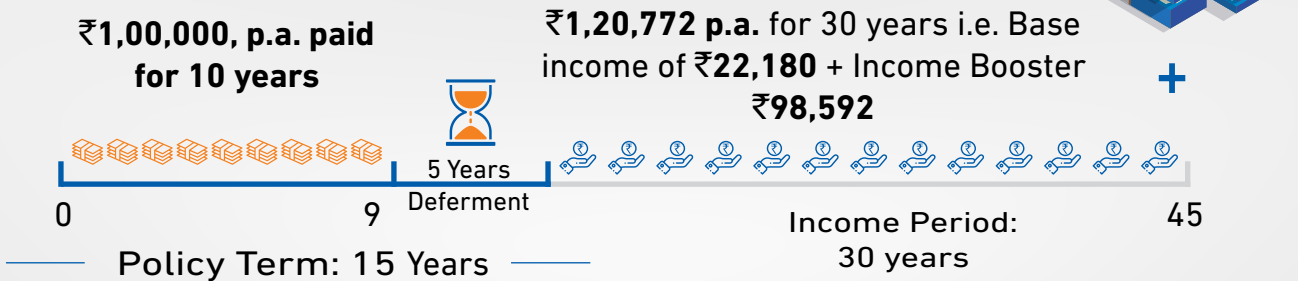 ₹1,00,000, p.a. paid
for 10 years
₹1,20,772 p.a. for 30 years i.e. Base
income of ₹22,180 + Income Booster
₹98,592
+
5 Years
Deferment
0
9
45
Income Period:
30 years
Policy Term: 15 Years